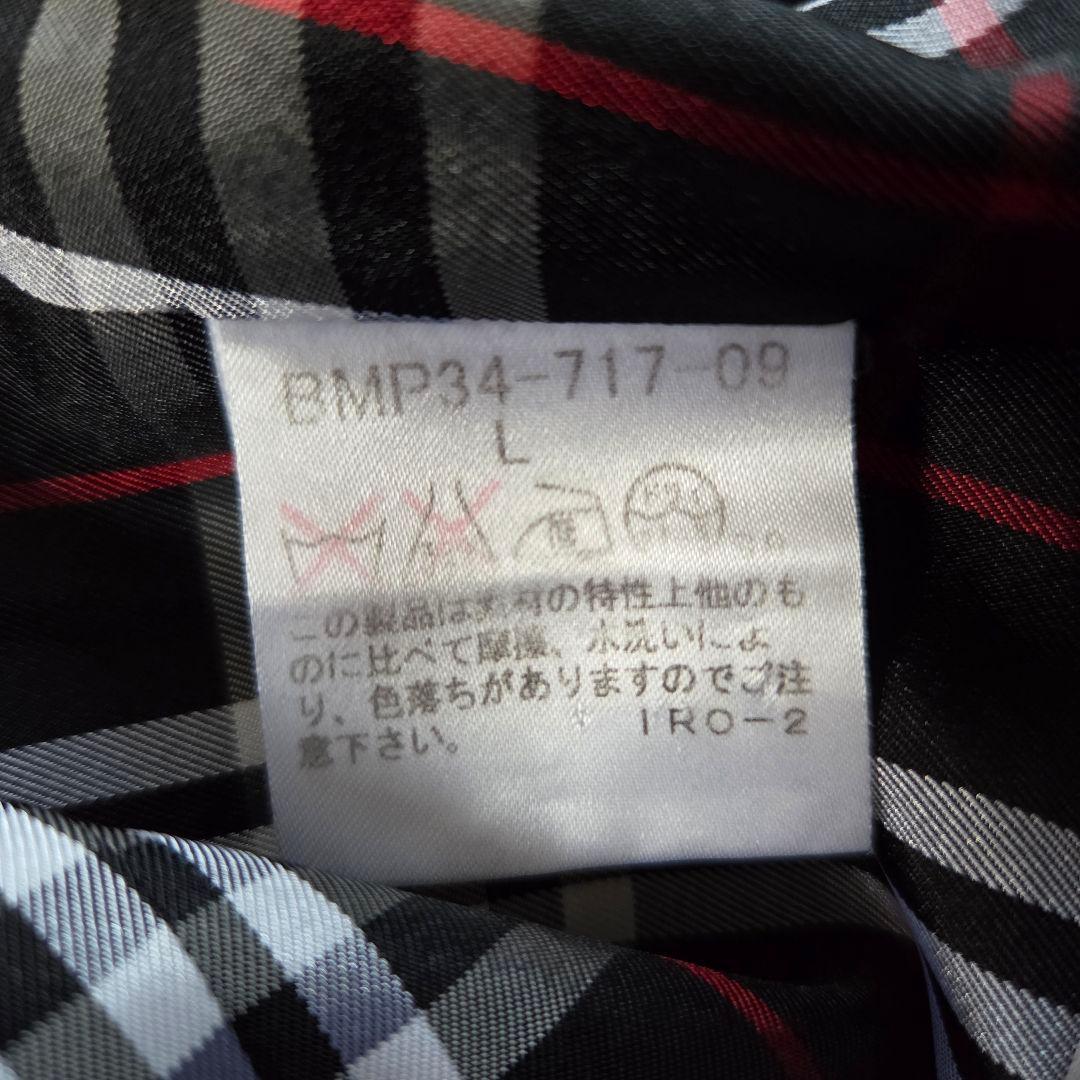 BMP34-717-09
L
この製品は素材の特性上他のも
のに比べて摩擦、水洗いによ
り、色落ちがありますのでご注
意下さい。 IRO-2